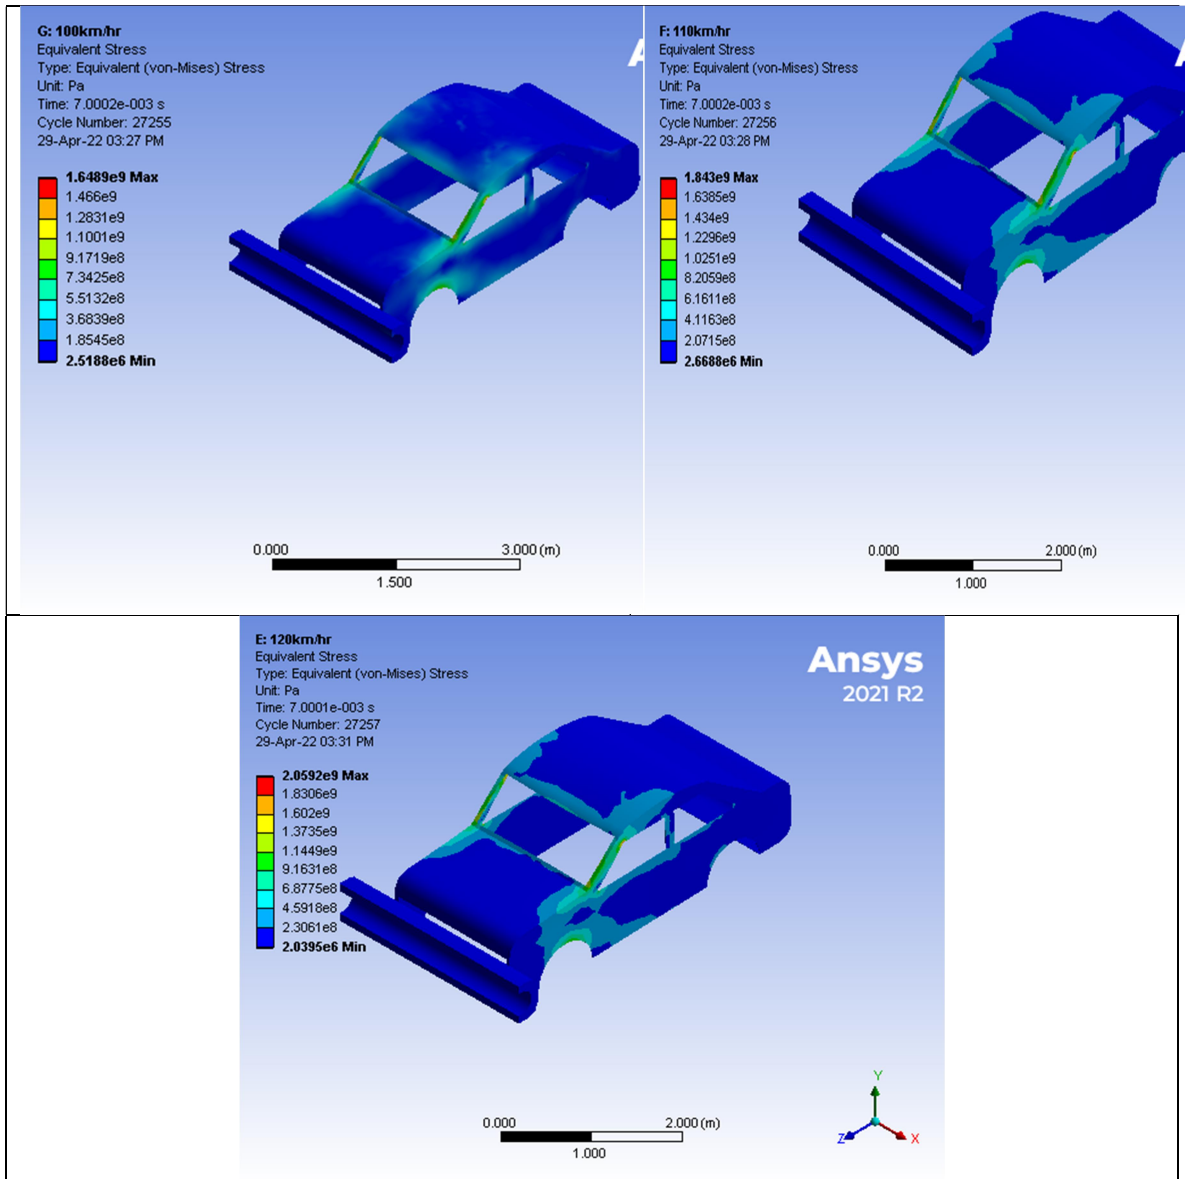 G: 100km/hr
Equivalent Stress
Type: Equivalent (von-Mises) Stress
Unit: Pa
Time: 7.0002e-003 s
Cycle Number: 27255
29-Apr-22 03:27 PM
1.6489e9 Max
1.466e9
1.2831e9
1.1001e9
9.1719e8
7.3425e8
5.5132e8
3.6839e8
1.8545e8
2.5188e6 Min
0.000 3.000 (m)
1.500
F: 110km/hr
Equivalent Stress
Type: Equivalent (von-Mises) Stress
Unit: Pa
Time: 7.0002e-003 s
Cycle Number: 27256
29-Apr-22 03:28 PM
1.843e9 Max
1.6385e9
1.434e9
1.2296e9
1.0251e9
8.2059e8
6.1611e8
4.1163e8
2.0715e8
2.6688e6 Min
0.000 2.000 (m)
1.000
E: 120km/hr
Equivalent Stress
Type: Equivalent (von-Mises) Stress
Unit: Pa
Time: 7.0001e-003 s
Cycle Number: 27257
29-Apr-22 03:31 PM
Ansys
2021 R2
2.0592e9 Max
1.8306e9
1.602e9
1.3735e9
1.1449e9
9.1631e8
6.8775e8
4.5918e8
2.3061e8
2.0395e6 Min
0.000 2.000 (m)
1.000
Y
Z X